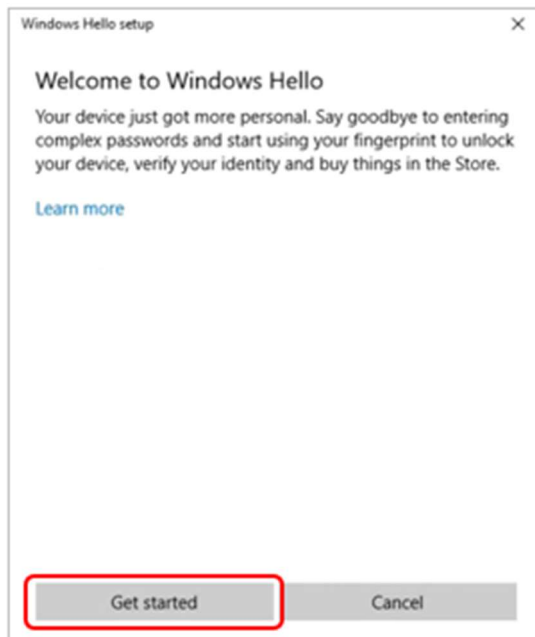 Windows Hello setup
Welcome to Windows Hello
Your device just got more personal. Say goodbye to entering
complex passwords and start using your fingerprint to unlock
your device, verify your identity and buy things in the Store.
Learn more
Get started
Cancel